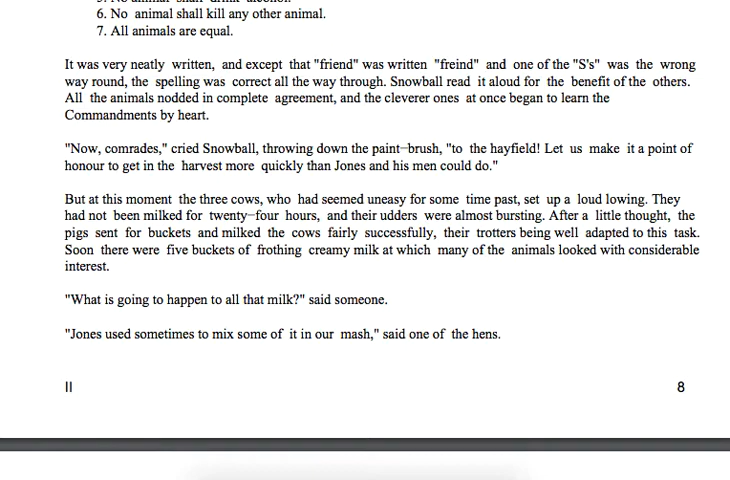 6. No animal shall kill any other animal.
7. All animals are equal.
It was very neatly written, and except that "friend" was written "freind" and one of the "S's" was the wrong
way round, the spelling was correct all the way through. Snowball read it aloud for the benefit of the others.
All the animals nodded in complete agreement, and the cleverer ones at once began to learn the
Commandments by heart.
"Now, comrades," cried Snowball, throwing down the paint-brush, "to the hayfield! Let us make it a point of
honour to get in the harvest more quickly than Jones and his men could do."
But at this moment the three cows, who had seemed uneasy for some time past, set up a loud lowing. They
had not been milked for twenty-four hours, and their udders were almost bursting. After a little thought, the
pigs sent for buckets and milked the cows fairly successfully, their trotters being well adapted to this task.
Soon there were five buckets of frothing creamy milk at which many of the animals looked with considerable
interest.
"What is going to happen to all that milk?" said someone.
"Jones used sometimes to mix some of it in our mash," said one of the hens.
II 8